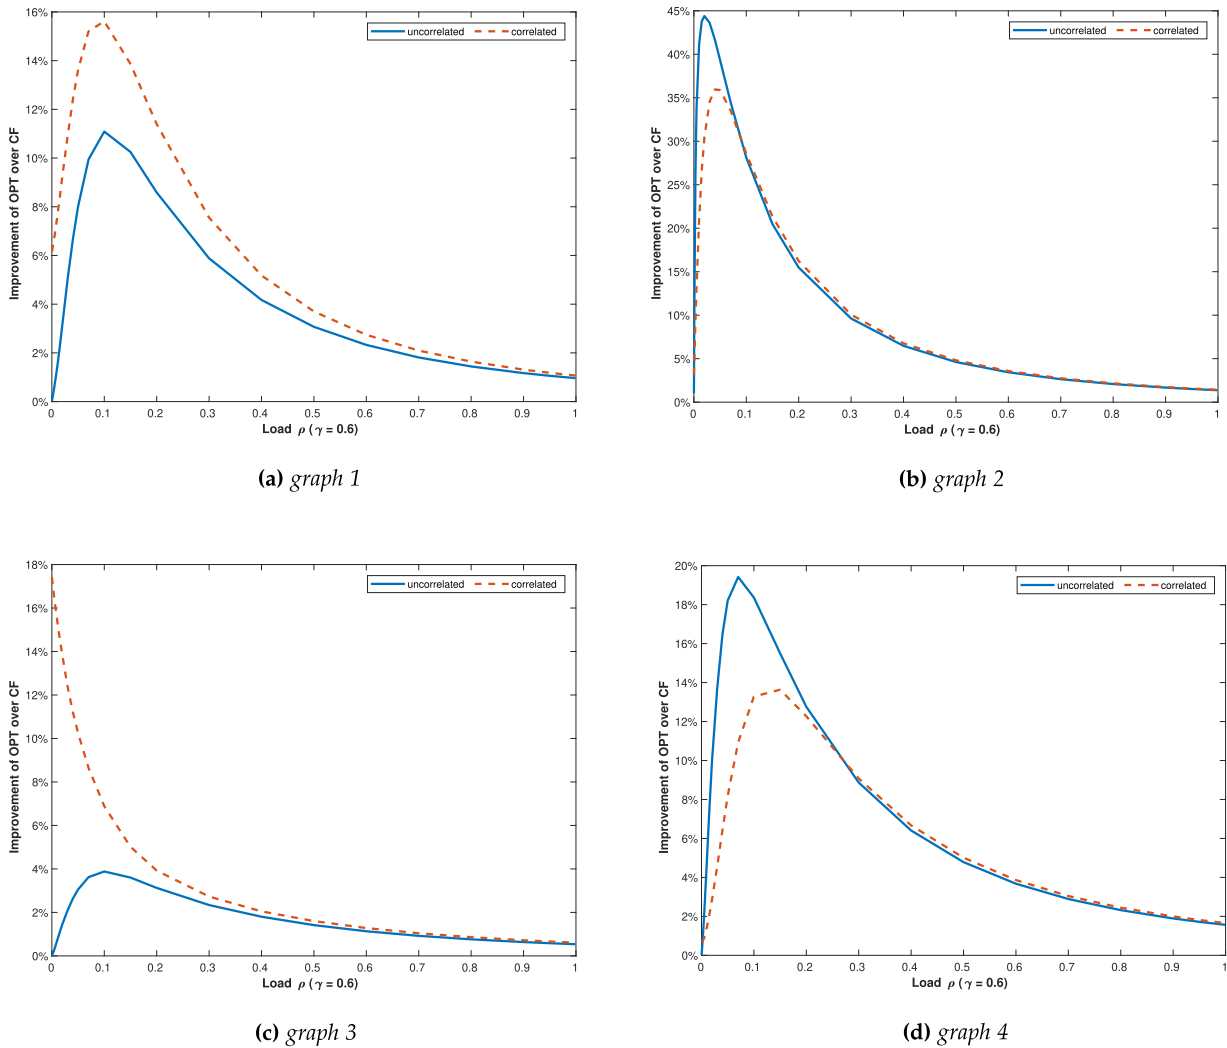 16%
14%
12%
10%
8%
6%
4%
2%
0%
Improvement of OPT over CF
uncorrelated correlated
0 0.1 0.2 0.3 0.4 0.5 0.6 0.7 0.8 0.9 1
Load ρ ( γ = 0.6)
(a) graph 1
45%
40%
35%
30%
25%
20%
15%
10%
5%
0%
Improvement of OPT over CF
uncorrelated correlated
0 0.1 0.2 0.3 0.4 0.5 0.6 0.7 0.8 0.9 1
Load ρ ( γ = 0.6)
(b) graph 2
18%
16%
14%
12%
10%
8%
6%
4%
2%
0%
Improvement of OPT over CF
uncorrelated correlated
0 0.1 0.2 0.3 0.4 0.5 0.6 0.7 0.8 0.9 1
Load ρ ( γ = 0.6)
(c) graph 3
20%
18%
16%
14%
12%
10%
8%
6%
4%
2%
0%
Improvement of OPT over CF
uncorrelated correlated
0 0.1 0.2 0.3 0.4 0.5 0.6 0.7 0.8 0.9 1
Load ρ ( γ = 0.6)
(d) graph 4